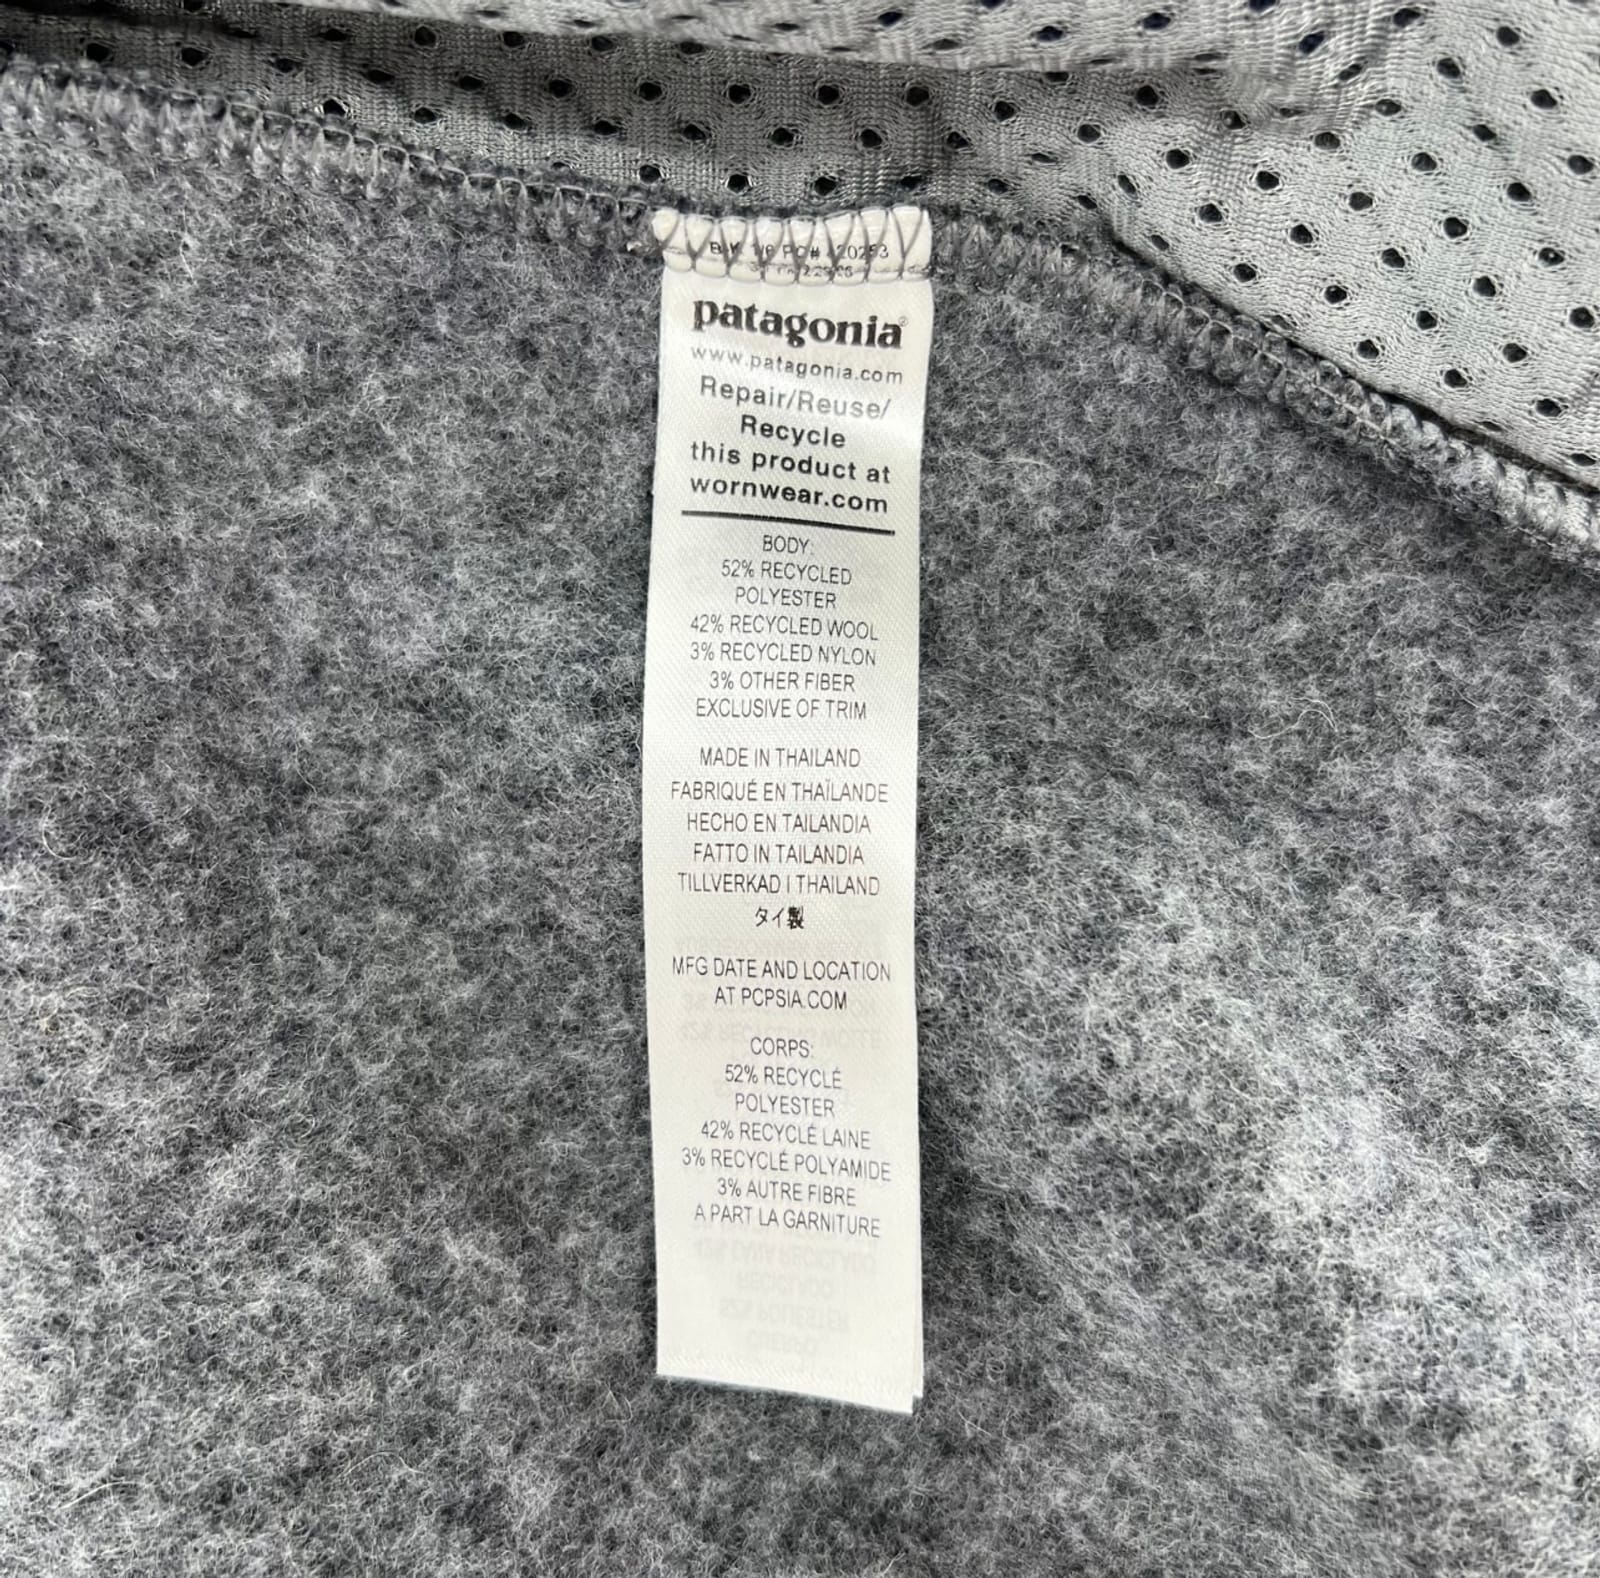 patagonia®
www.patagonia.com
Repair/Reuse/
Recycle
this product at
wornwear.com
BODY:
52% RECYCLED
POLYESTER
42% RECYCLED WOOL
3% RECYCLED NYLON
3% OTHER FIBER
EXCLUSIVE OF TRIM
MADE IN THAILAND
FABRIQUÉ EN THAÏLANDE
HECHO EN TAILANDIA
FATTO IN TAILANDIA
TILLVERKAD I THAILAND
タイ製
MFG DATE AND LOCATION
AT PCPSIA.COM
CORPS:
52% RECYCLÉ
POLYESTER
42% RECYCLÉ LAINE
3% RECYCLÉ POLYAMIDE
3% AUTRE FIBRE
A PART LA GARNITURE